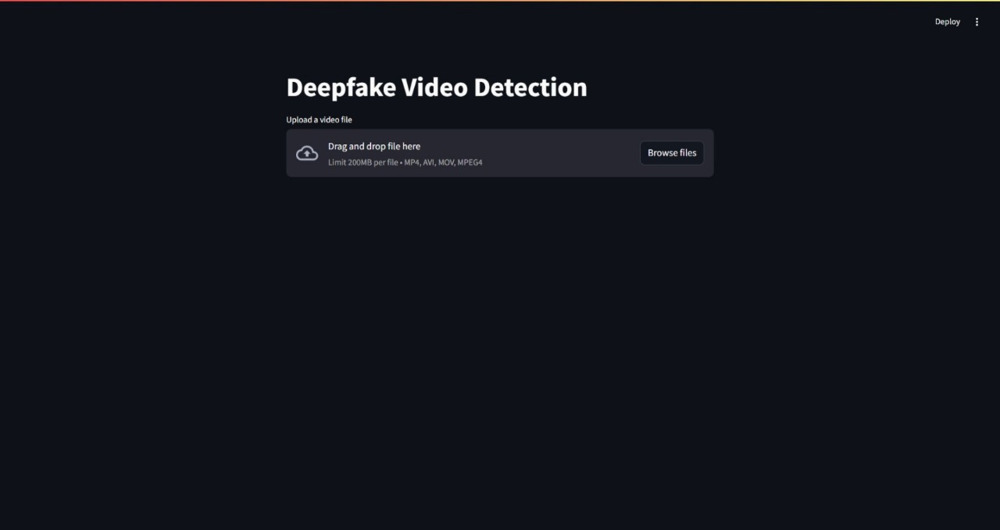 Deploy
Deepfake Video Detection
Upload a video file
Drag and drop file here
Limit 200MB per file • MP4, AVI, MOV, MPEG4
Browse files